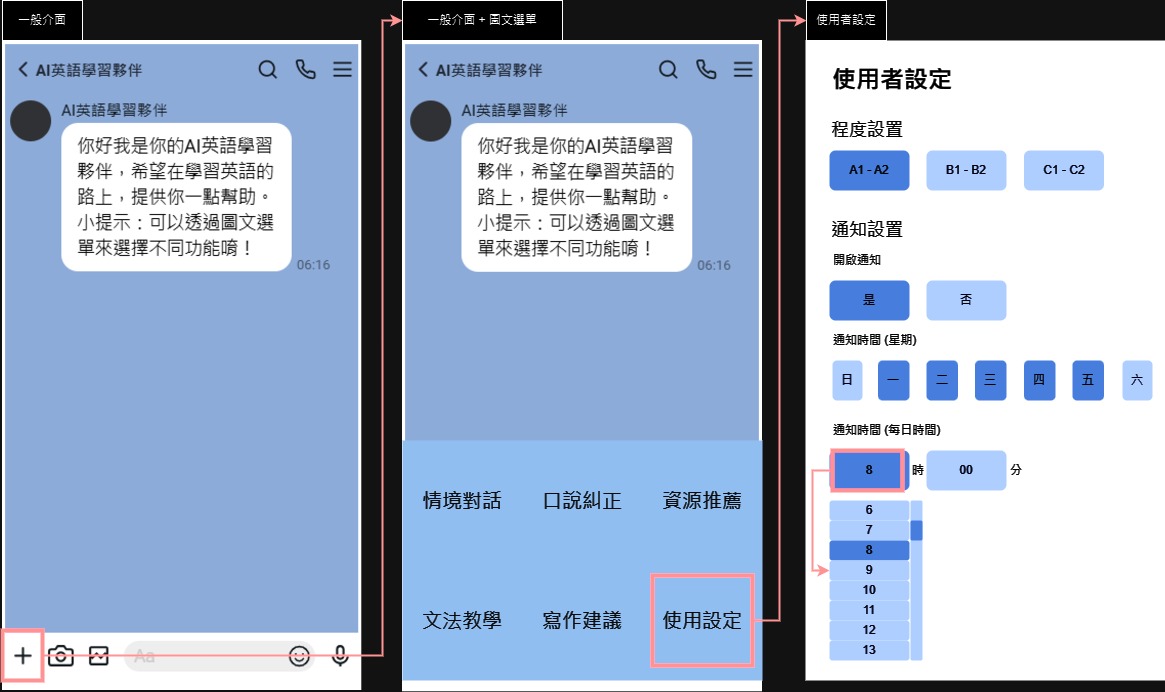 一般介面
AI英語學習夥伴
AI英語學習夥伴
你好我是你的AI英語學習
夥伴，希望在學習英語的
路上，提供你一點幫助。
小提示：可以透過圖文選
單來選擇不同功能唷！
06:16
Aa
一般介面 + 圖文選單
AI英語學習夥伴
AI英語學習夥伴
你好我是你的AI英語學習
夥伴，希望在學習英語的
路上，提供你一點幫助。
小提示：可以透過圖文選
單來選擇不同功能唷！
06:16
情境對話 口說糾正 資源推薦
文法教學 寫作建議 使用設定
使用者設定
使用者設定
程度設置
A1 - A2 B1 - B2 C1 - C2
通知設置
開啟通知
是 否
通知時間 (星期)
日 一 二 三 四 五 六
通知時間 (每日時間)
8 時 00 分
6
7
8
9
10
11
12
13